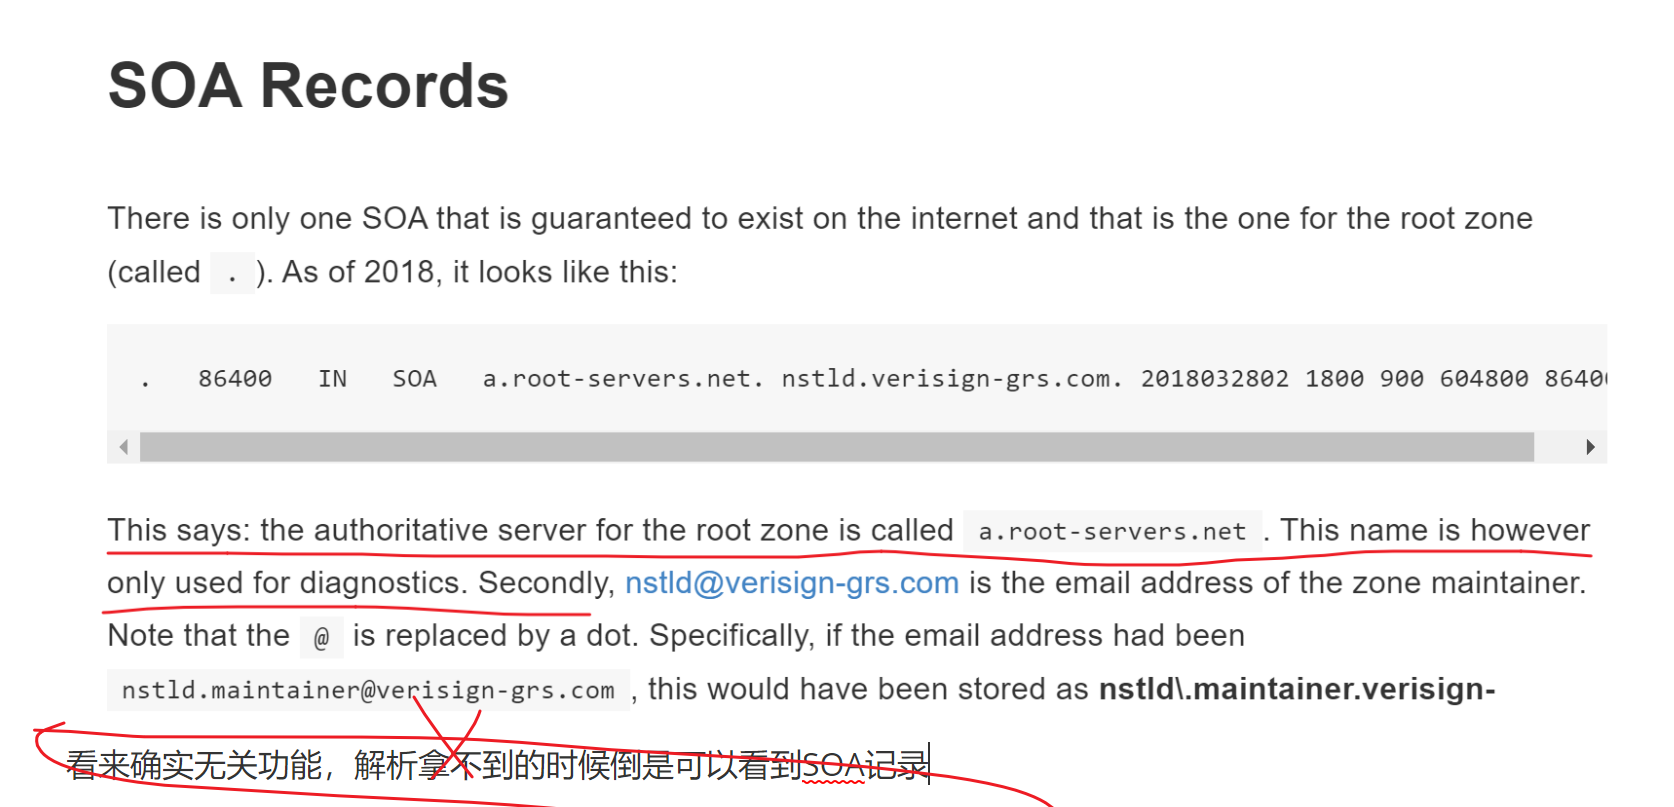 SOA Records
There is only one SOA that is guaranteed to exist on the internet and that is the one for the root zone
(called . ). As of 2018, it looks like this:
. 86400 IN SOA a.root-servers.net. nstld.verisign-grs.com. 2018032802 1800 900 604800 8640
This says: the authoritative server for the root zone is called a.root-servers.net . This name is however
only used for diagnostics. Secondly, nstld@verisign-grs.com is the email address of the zone maintainer.
Note that the @ is replaced by a dot. Specifically, if the email address had been
nstld.maintainer@verisign-grs.com , this would have been stored as nstld\.maintainer.verisign-
看来确实无关功能，解析拿不到的时候倒是可以看到SOA记录